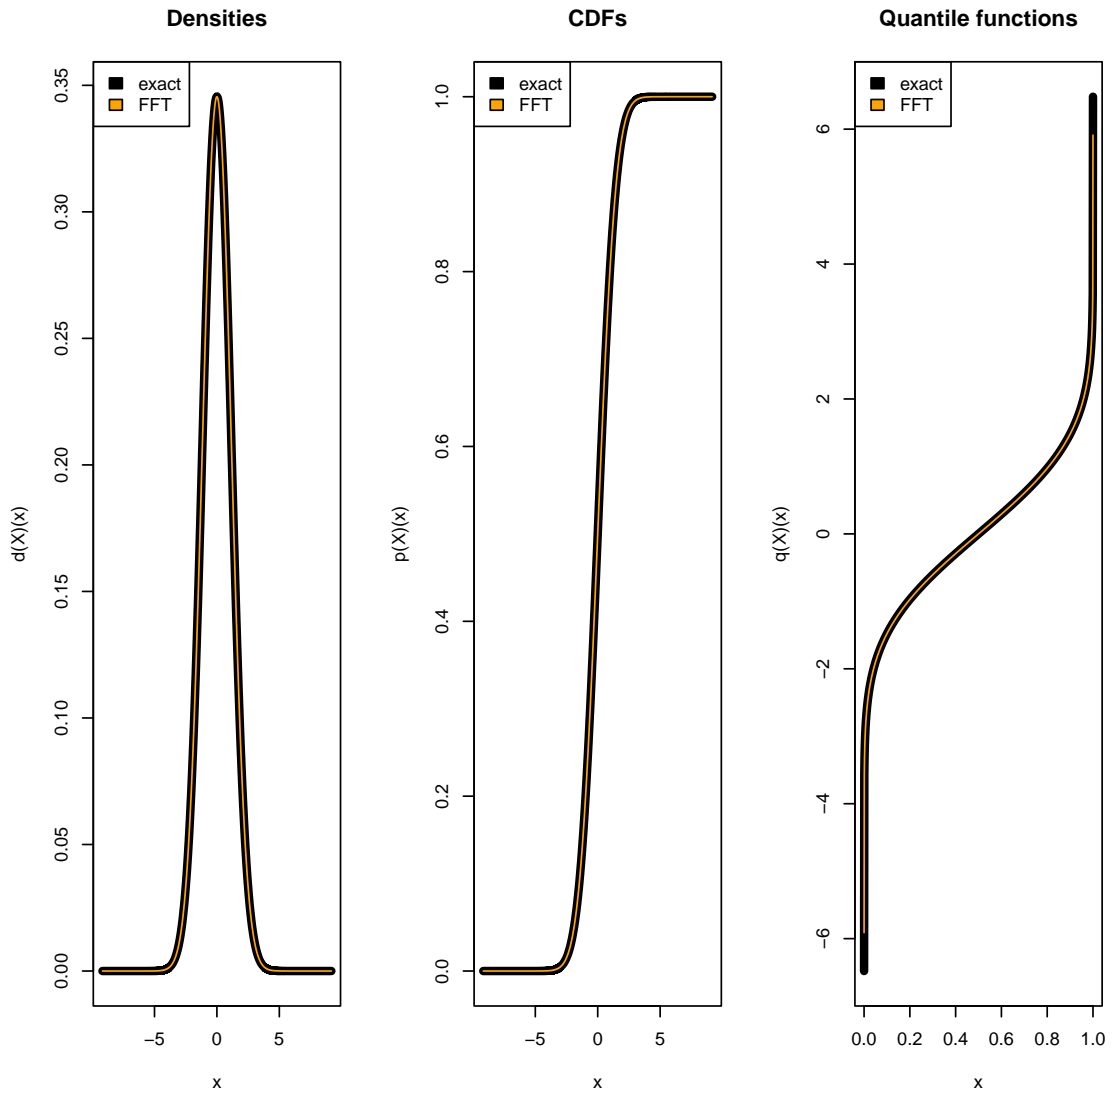 Densities
exact
FFT
0.35
0.30
0.25
0.20
0.15
0.10
0.05
0.00
d(X)(x)
−5 0 5
x
CDFs
exact
FFT
1.0
0.8
0.6
0.4
0.2
0.0
p(X)(x)
−5 0 5
x
Quantile functions
exact
FFT
6
4
2
0
−2
−4
−6
q(X)(x)
0.0 0.2 0.4 0.6 0.8 1.0
x